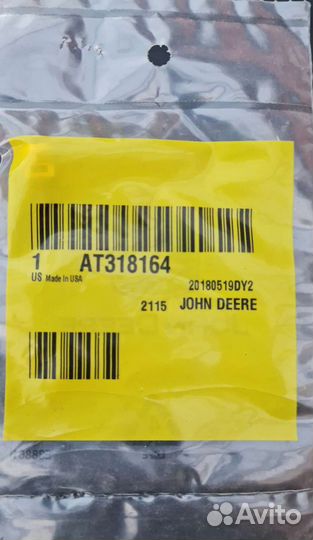 1 AT318164
US Made In USA
20180519DY2
2115 JOHN DEERE
Avito